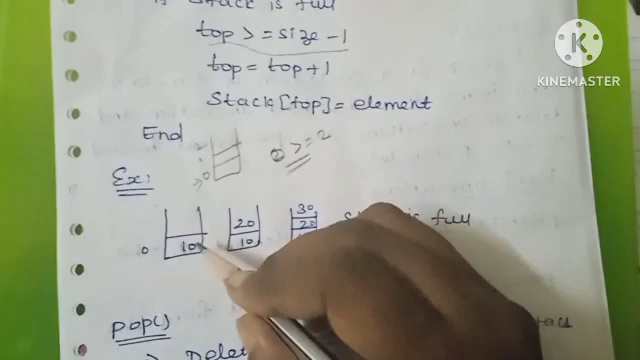 Stack is full
top >= size -1
top = top+1
Stack[top] = element
End
2
1
>0
2 >= 2
Ex:
30
20 20
0 10 10 full
pop()
> Delet
K
KINEMASTER